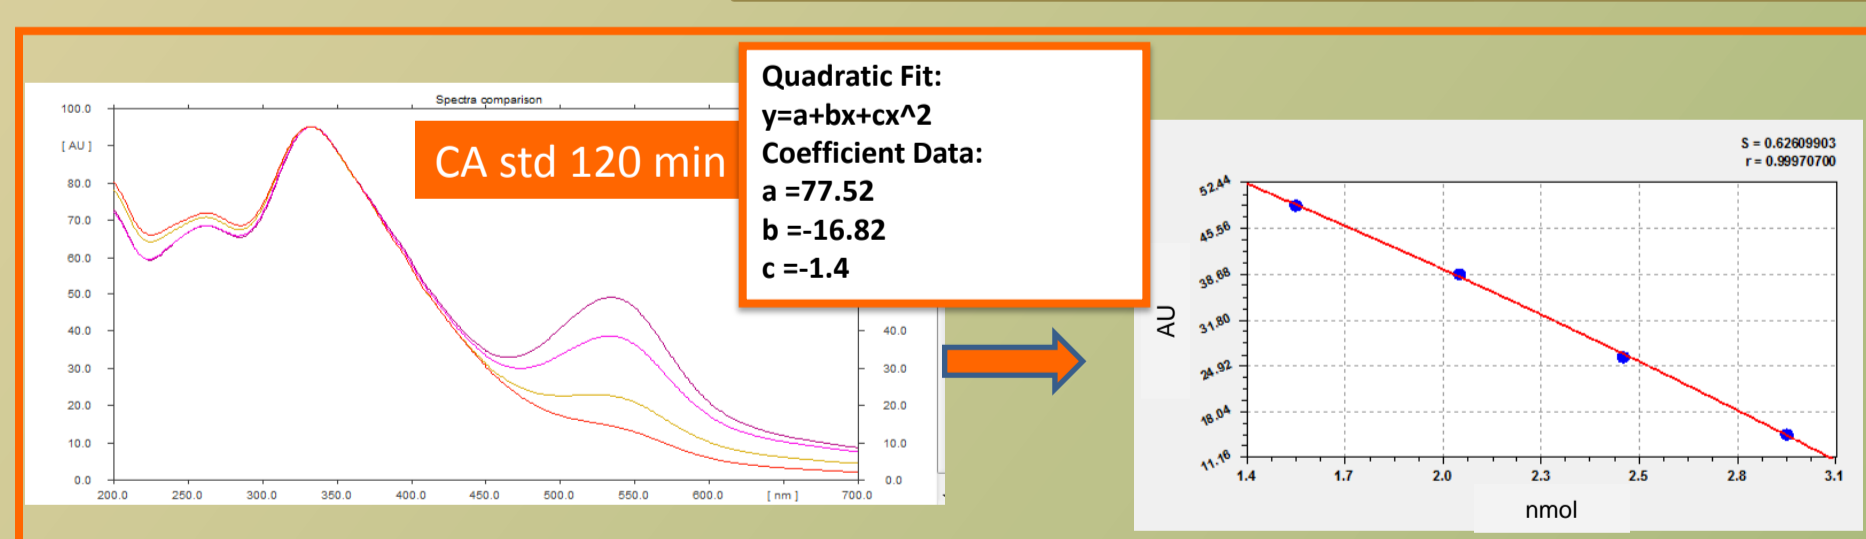 Spectra comparison
100.0
[ AU ]
80.0
70.0
60.0
50.0
40.0
30.0
20.0
10.0
0.0
200.0 250.0 300.0 350.0 400.0 450.0 500.0 550.0 600.0 [ nm ] 700.0
40.0
30.0
20.0
10.0
0.0
CA std 120 min
Quadratic Fit:
y=a+bx+cx^2
Coefficient Data:
a =77.52
b =-16.82
c =-1.4
S = 0.62609903
r = 0.99970700
AU
52.44
45.56
38.68
31.80
24.92
18.04
11.16
1.4 1.7 2.0 2.3 2.5 2.8 3.1
nmol